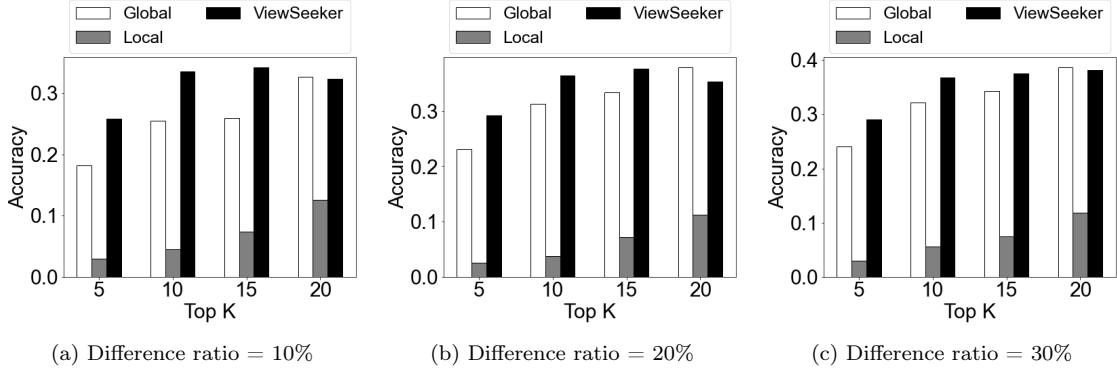 Global
ViewSeeker
Local
Accuracy
0.3
0.2
0.1
0.0
5 10 15 20
Top K
(a) Difference ratio = 10%
Global
ViewSeeker
Local
Accuracy
0.3
0.2
0.1
0.0
5 10 15 20
Top K
(b) Difference ratio = 20%
Global
ViewSeeker
Local
Accuracy
0.4
0.3
0.2
0.1
0.0
5 10 15 20
Top K
(c) Difference ratio = 30%